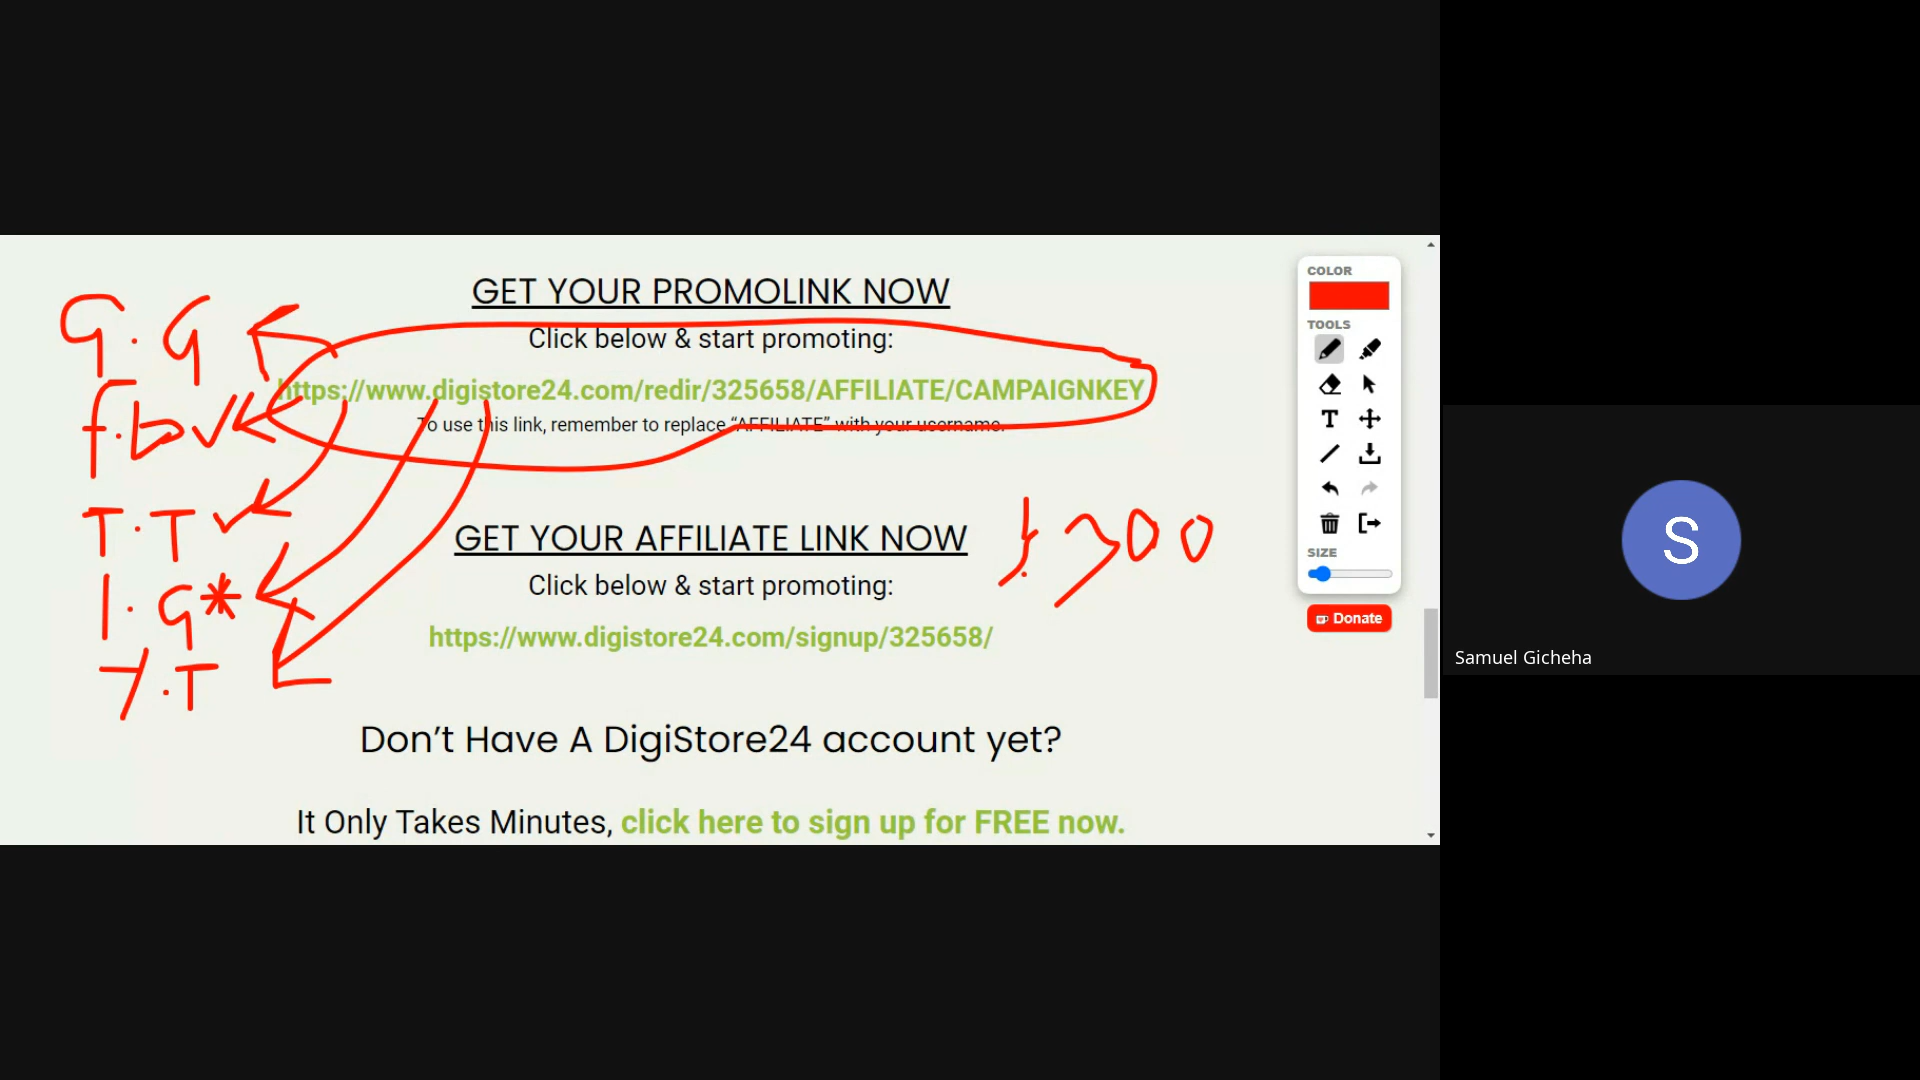 GET YOUR PROMOLINK NOW
Click below & start promoting:
https://www.digistore24.com/redir/325658/AFFILIATE/CAMPAIGNKEY
To use this link, remember to replace “AFFILIATE” with your username.
G.G
f.b
T.T
I.G*
Y.T
GET YOUR AFFILIATE LINK NOW
Click below & start promoting:
https://www.digistore24.com/signup/325658/
300
Don’t Have A DigiStore24 account yet?
It Only Takes Minutes, click here to sign up for FREE now.
COLOR
TOOLS
T
SIZE
Donate
S
Samuel Gicheha